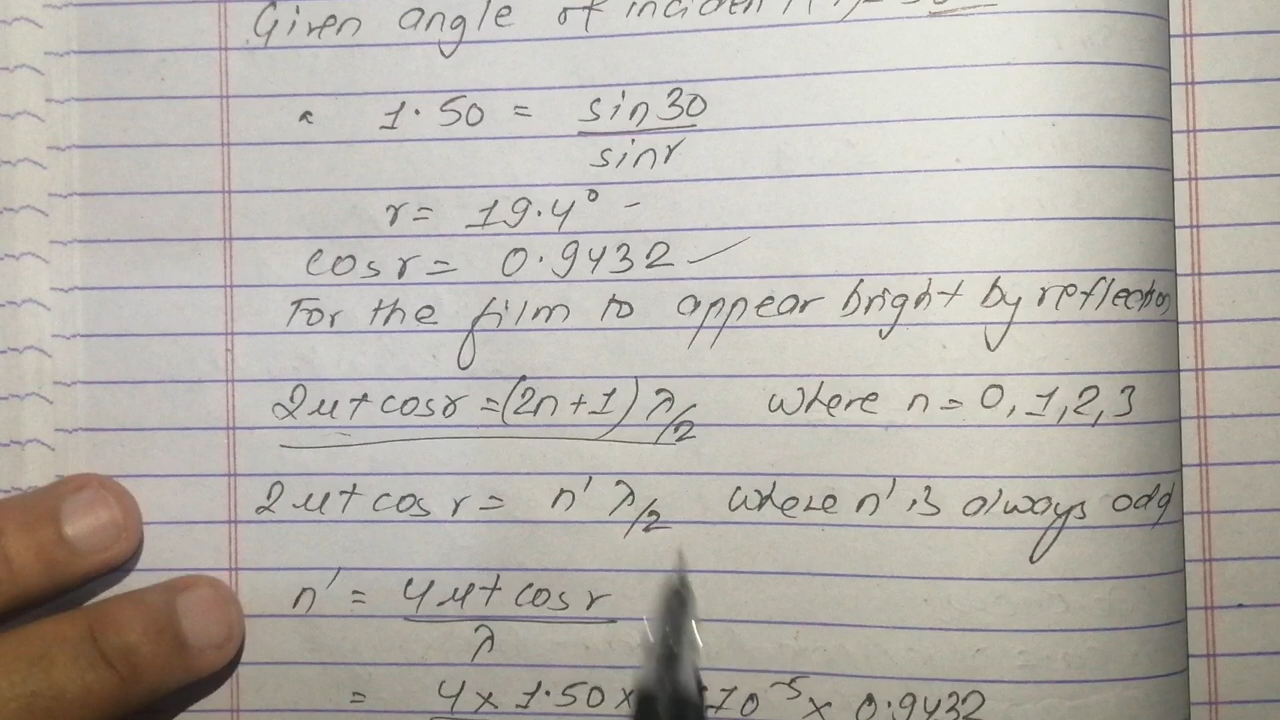 Given angle of inciden
1.50 = sin30
sinr
r = 19.4° -
cosr = 0.9432
For the film to appear bright by reflection
2μt cosr = (2n+1) λ/2 where n = 0, 1, 2, 3
2μt cos r = n' λ/2 where n' is always odd
n' = 4μt cos r
λ
= 4 × 1.50 × 10⁻⁵ × 0.9432